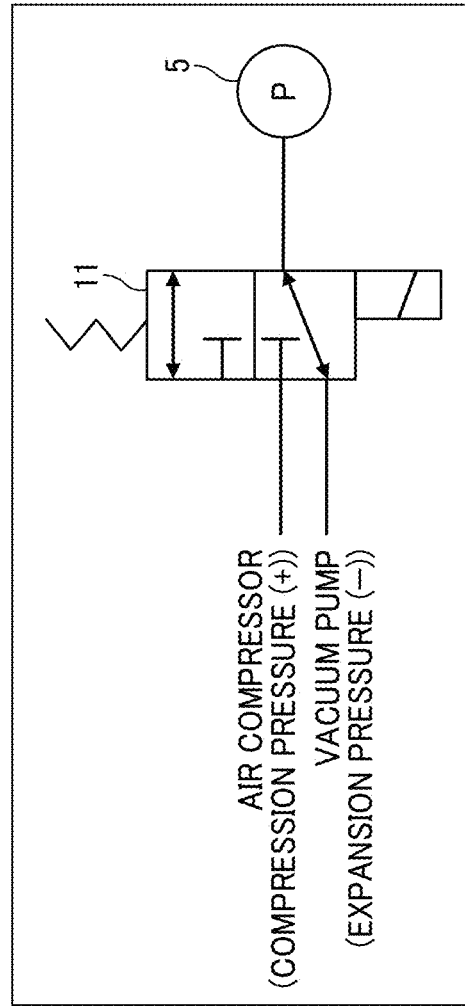 AIR COMPRESSOR
(COMPRESSION PRESSURE (+))
VACUUM PUMP
(EXPANSION PRESSURE (—))
11
P
5